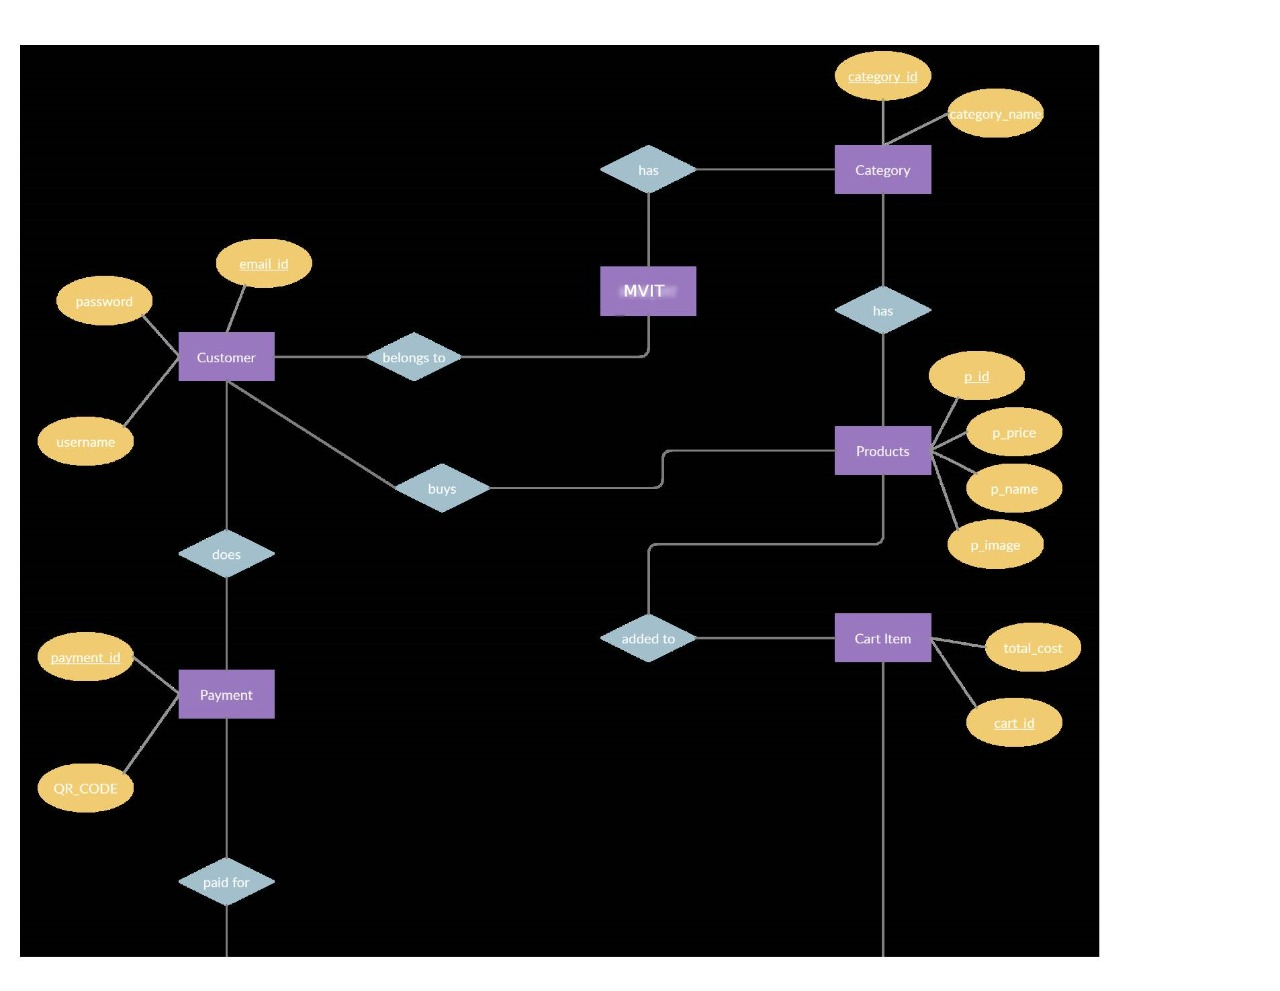 category_id
category_name
has
Category
email_id
password
MVIT
has
Customer
belongs to
p_id
username
p_price
Products
buys
p_name
does
p_image
added to
Cart Item
total_cost
payment_id
Payment
cart_id
QR_CODE
paid for